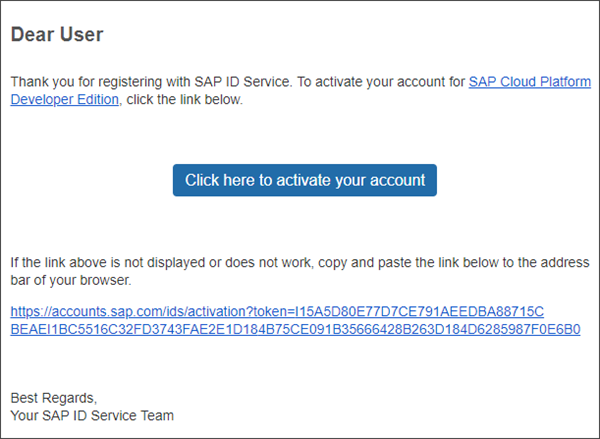 Dear User
Thank you for registering with SAP ID Service. To activate your account for SAP Cloud Platform
Developer Edition, click the link below.
Click here to activate your account
If the link above is not displayed or does not work, copy and paste the link below to the address
bar of your browser.
https://accounts.sap.com/ids/activation?token=I15A5D80E77D7CE791AEEDBA88715C
BEAEI1BC5516C32FD3743FAE2E1D184B75CE091B35666428B263D184D6285987F0E6B0
Best Regards,
Your SAP ID Service Team